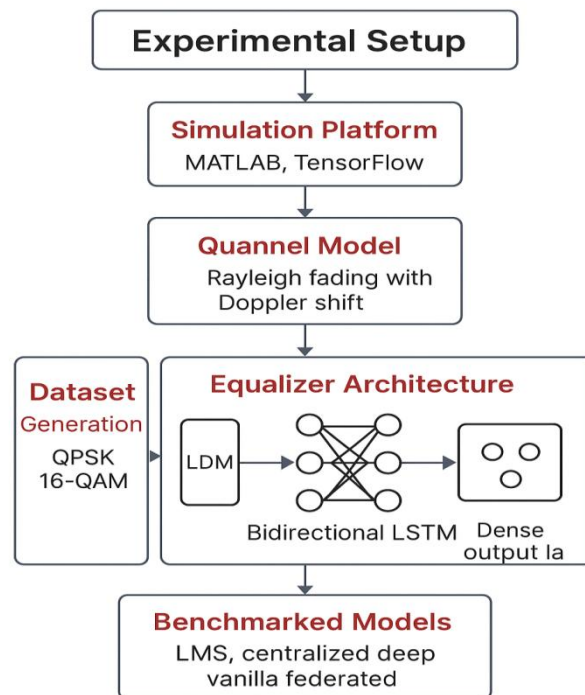 Experimental Setup
Simulation Platform
MATLAB, TensorFlow
Quannel Model
Rayleigh fading with
Doppler shift
Dataset
Generation
QPSK
16-QAM
Equalizer Architecture
LDM
Bidirectional LSTM
Dense
output la
Benchmarked Models
LMS, centralized deep
vanilla federated